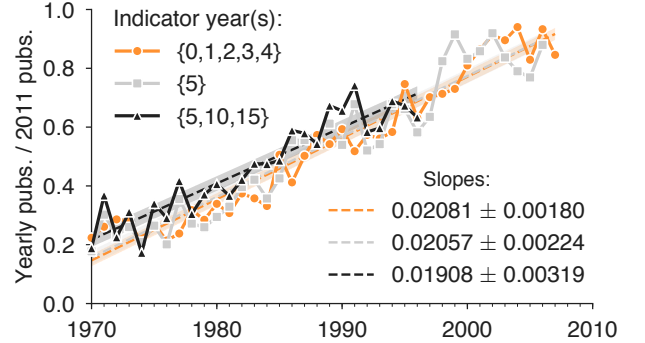 Indicator year(s):
{0,1,2,3,4}
{5}
{5,10,15}
Yearly pubs. / 2011 pubs.
1.0
0.8
0.6
0.4
0.2
0.0
Slopes:
0.02081 ± 0.00180
0.02057 ± 0.00224
0.01908 ± 0.00319
1970 1980 1990 2000 2010